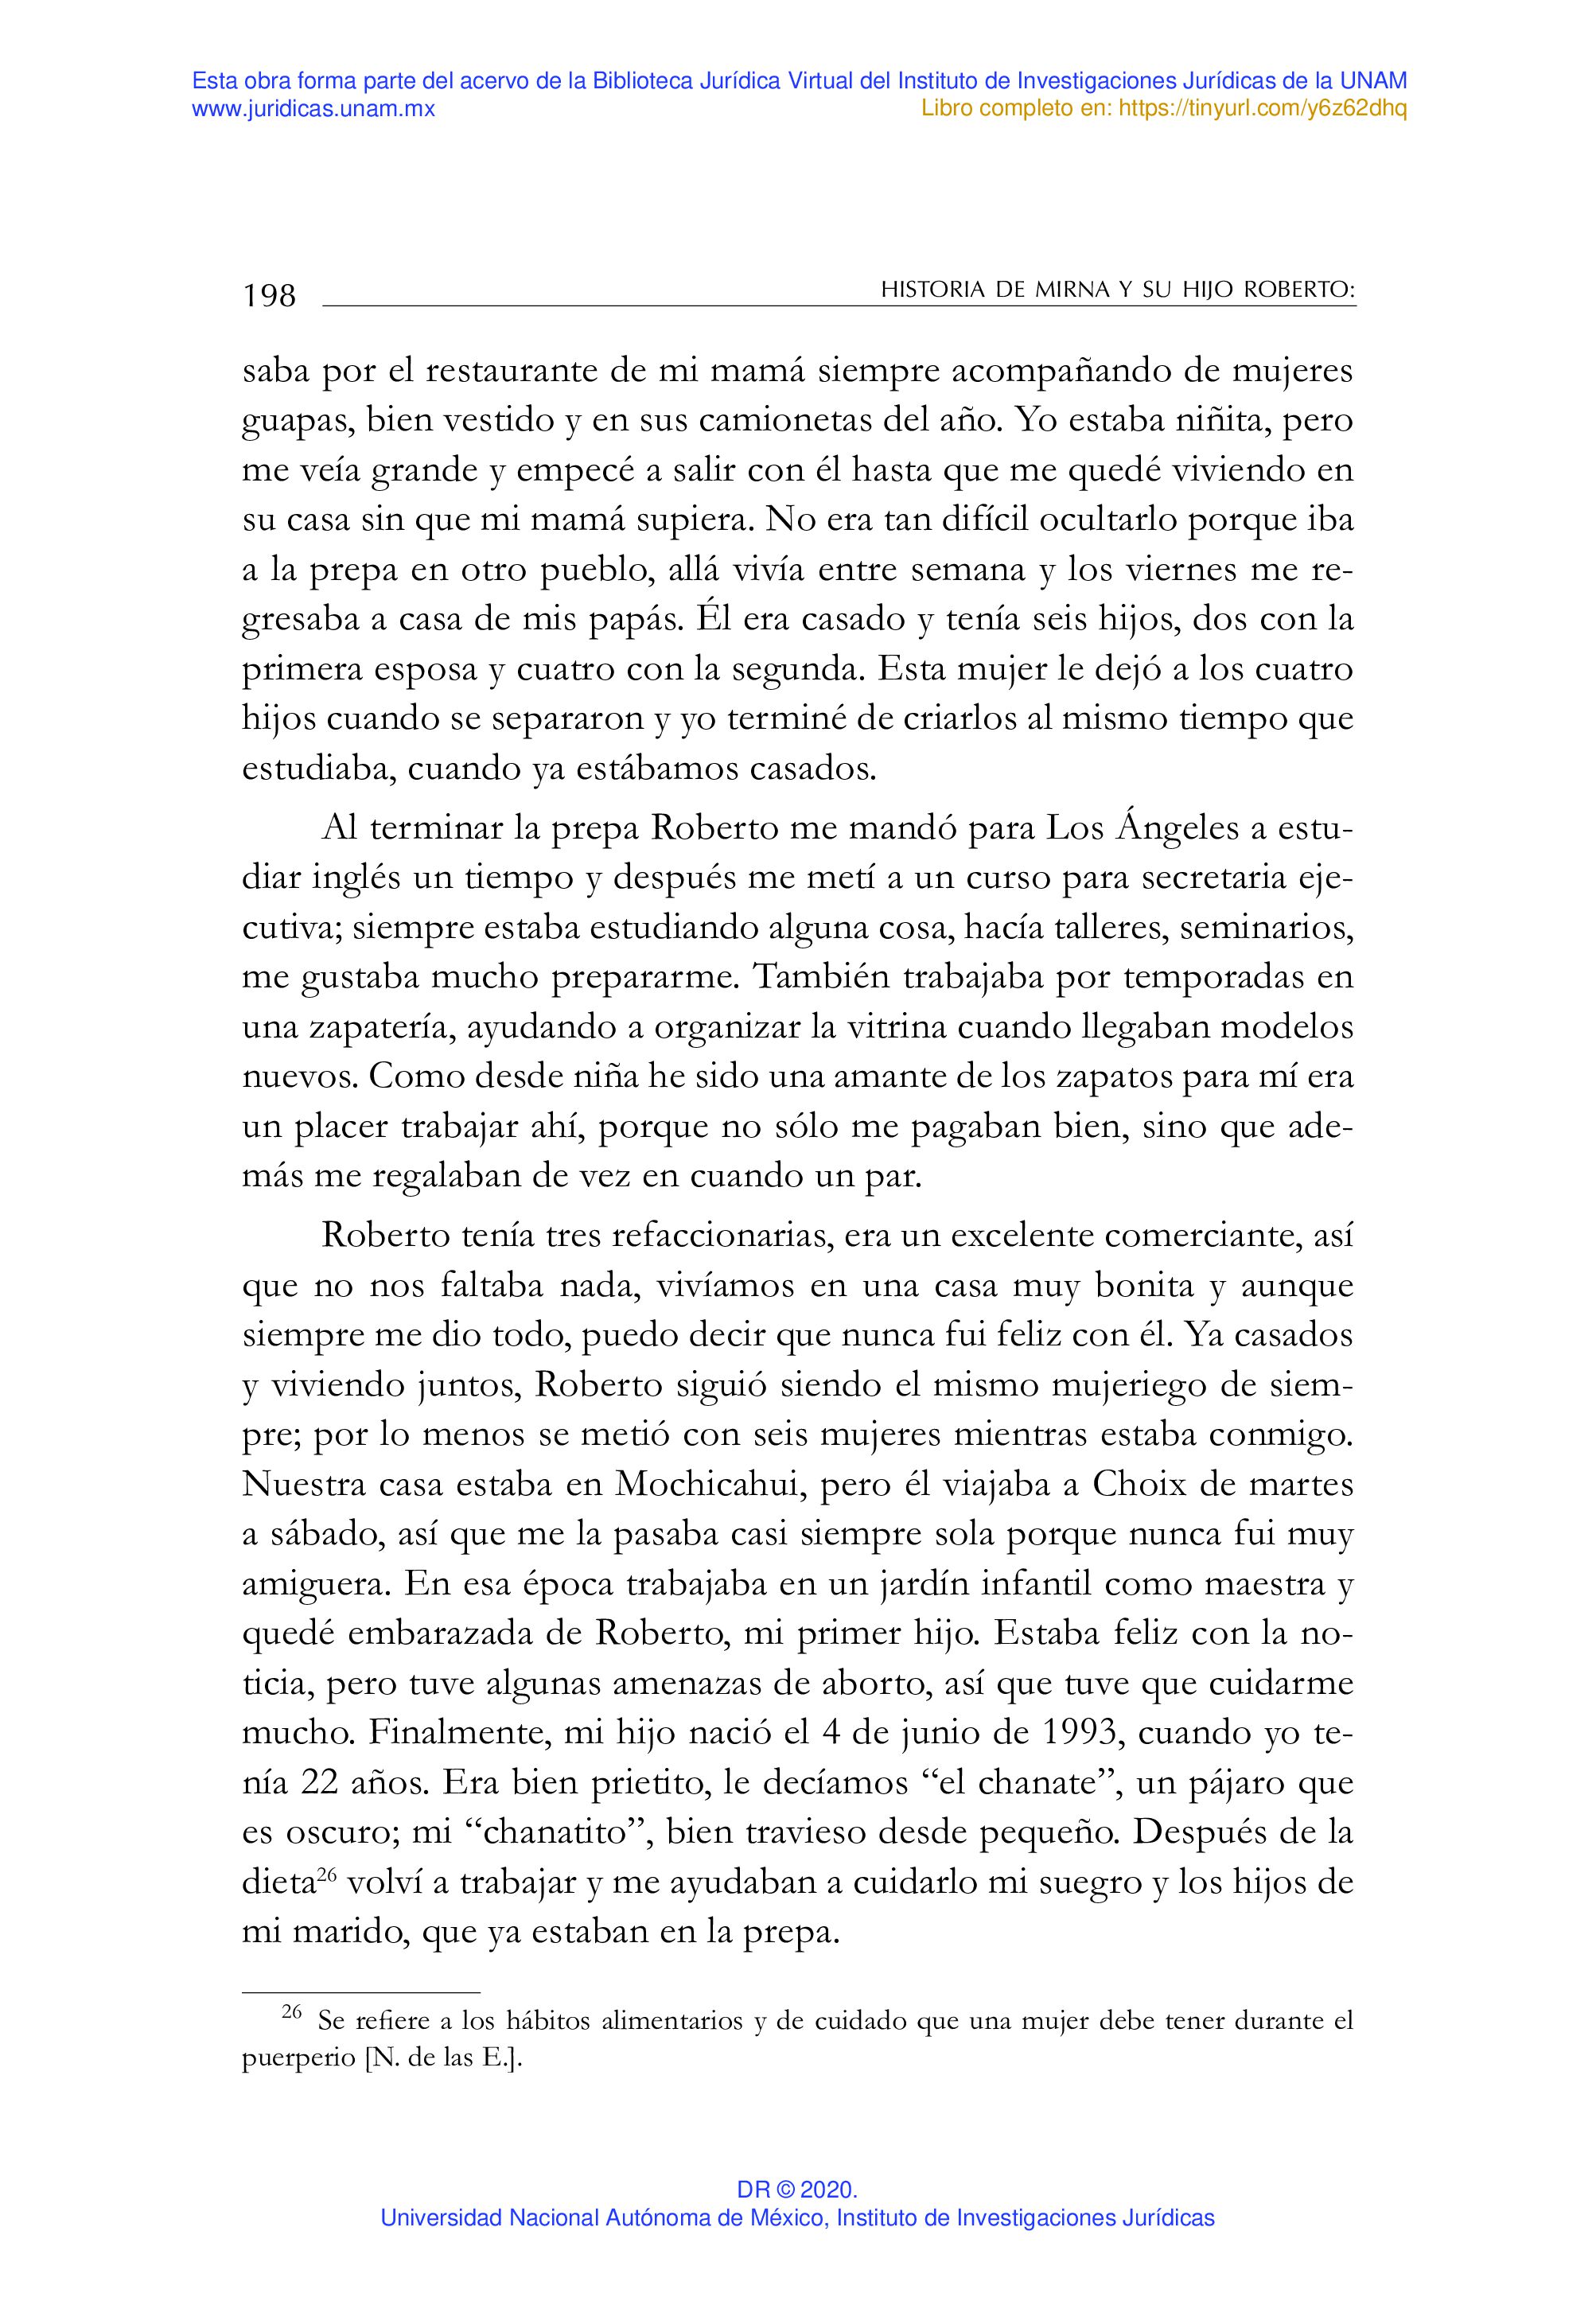 Esta obra forma parte del acervo de la Biblioteca Jurídica Virtual del Instituto de Investigaciones Jurídicas de la UNAM
www.juridicas.unam.mx
Libro completo en: https://tinyurl.com/y6z62dhq
198
HISTORIA DE MIRNA Y SU HIJO ROBERTO:
saba por el restaurante de mi mamá siempre acompañando de mujeres
guapas, bien vestido y en sus camionetas del año. Yo estaba niñita, pero
me veía grande y empecé a salir con él hasta que me quedé viviendo en
su casa sin que mi mamá supiera. No era tan difícil ocultarlo porque iba
a la prepa en otro pueblo, allá vivía entre semana y los viernes me re-
gresaba a casa de mis papás. Él era casado y tenía seis hijos, dos con la
primera esposa y cuatro con la segunda. Esta mujer le dejó a los cuatro
hijos cuando se separaron y yo terminé de criarlos al mismo tiempo que
estudiaba, cuando ya estábamos casados.
Al terminar la prepa Roberto me mandó para Los Ángeles a estu-
diar inglés un tiempo y después me metí a un curso para secretaria eje-
cutiva; siempre estaba estudiando alguna cosa, hacía talleres, seminarios,
me gustaba mucho prepararme. También trabajaba por temporadas en
una zapatería, ayudando a organizar la vitrina cuando llegaban modelos
nuevos. Como desde niña he sido una amante de los zapatos para mí era
un placer trabajar ahí, porque no sólo me pagaban bien, sino que ade-
más me regalaban de vez en cuando un par.
Roberto tenía tres refaccionarias, era un excelente comerciante, así
que no nos faltaba nada, vivíamos en una casa muy bonita y aunque
siempre me dio todo, puedo decir que nunca fui feliz con él. Ya casados
y viviendo juntos, Roberto siguió siendo el mismo mujeriego de siem-
pre; por lo menos se metió con seis mujeres mientras estaba conmigo.
Nuestra casa estaba en Mochicahui, pero él viajaba a Choix de martes
a sábado, así que me la pasaba casi siempre sola porque nunca fui muy
amiguera. En esa época trabajaba en un jardín infantil como maestra y
quedé embarazada de Roberto, mi primer hijo. Estaba feliz con la no-
ticia, pero tuve algunas amenazas de aborto, así que tuve que cuidarme
mucho. Finalmente, mi hijo nació el 4 de junio de 1993, cuando yo te-
nía 22 años. Era bien prietito, le decíamos “el chanate”, un pájaro que
es oscuro; mi “chanatito”, bien travieso desde pequeño. Después de la
dieta26 volví a trabajar y me ayudaban a cuidarlo mi suegro y los hijos de
mi marido, que ya estaban en la prepa.
26 Se refiere a los hábitos alimentarios y de cuidado que una mujer debe tener durante el
puerperio [N. de las E.].
DR © 2020.
Universidad Nacional Autónoma de México, Instituto de Investigaciones Jurídicas